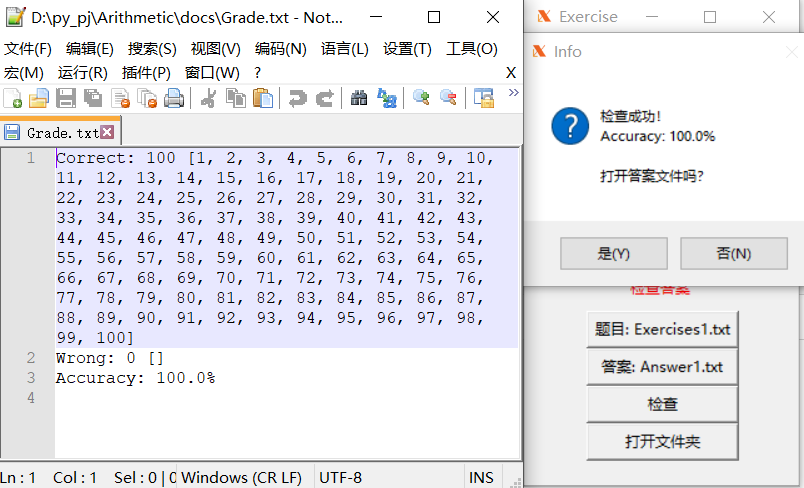 D:\py_pj\Arithmetic\docs\Grade.txt - Not...
文件(F) 编辑(E) 搜索(S) 视图(V) 编码(N) 语言(L) 设置(T) 工具(O)
宏(M) 运行(R) 插件(P) 窗口(W) ? X
Grade.txt
1 Correct: 100 [1, 2, 3, 4, 5, 6, 7, 8, 9, 10,
11, 12, 13, 14, 15, 16, 17, 18, 19, 20, 21,
22, 23, 24, 25, 26, 27, 28, 29, 30, 31, 32,
33, 34, 35, 36, 37, 38, 39, 40, 41, 42, 43,
44, 45, 46, 47, 48, 49, 50, 51, 52, 53, 54,
55, 56, 57, 58, 59, 60, 61, 62, 63, 64, 65,
66, 67, 68, 69, 70, 71, 72, 73, 74, 75, 76,
77, 78, 79, 80, 81, 82, 83, 84, 85, 86, 87,
88, 89, 90, 91, 92, 93, 94, 95, 96, 97, 98,
99, 100]
2 Wrong: 0 []
3 Accuracy: 100.0%
4
Ln : 1 Col : 1 Sel : 0 | 0 Windows (CR LF) UTF-8 INS
Exercise
Info
检查成功!
Accuracy: 100.0%
打开答案文件吗?
是(Y) 否(N)
检查答案
题目: Exercises1.txt
答案: Answer1.txt
检查
打开文件夹